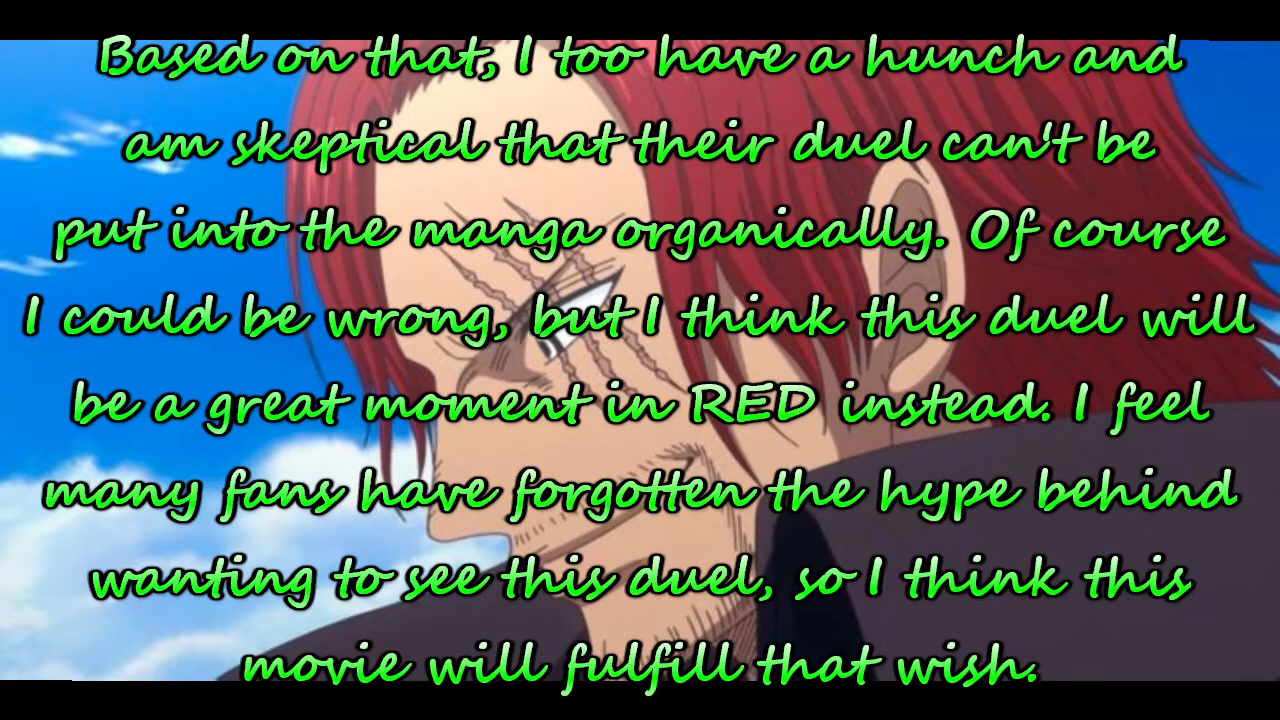 Based on that, I too have a hunch and
am skeptical that their duel can't be
put into the manga organically. Of course
I could be wrong, but I think this duel will
be a great moment in RED instead. I feel
many fans have forgotten the hype behind
wanting to see this duel, so I think this
movie will fulfill that wish.